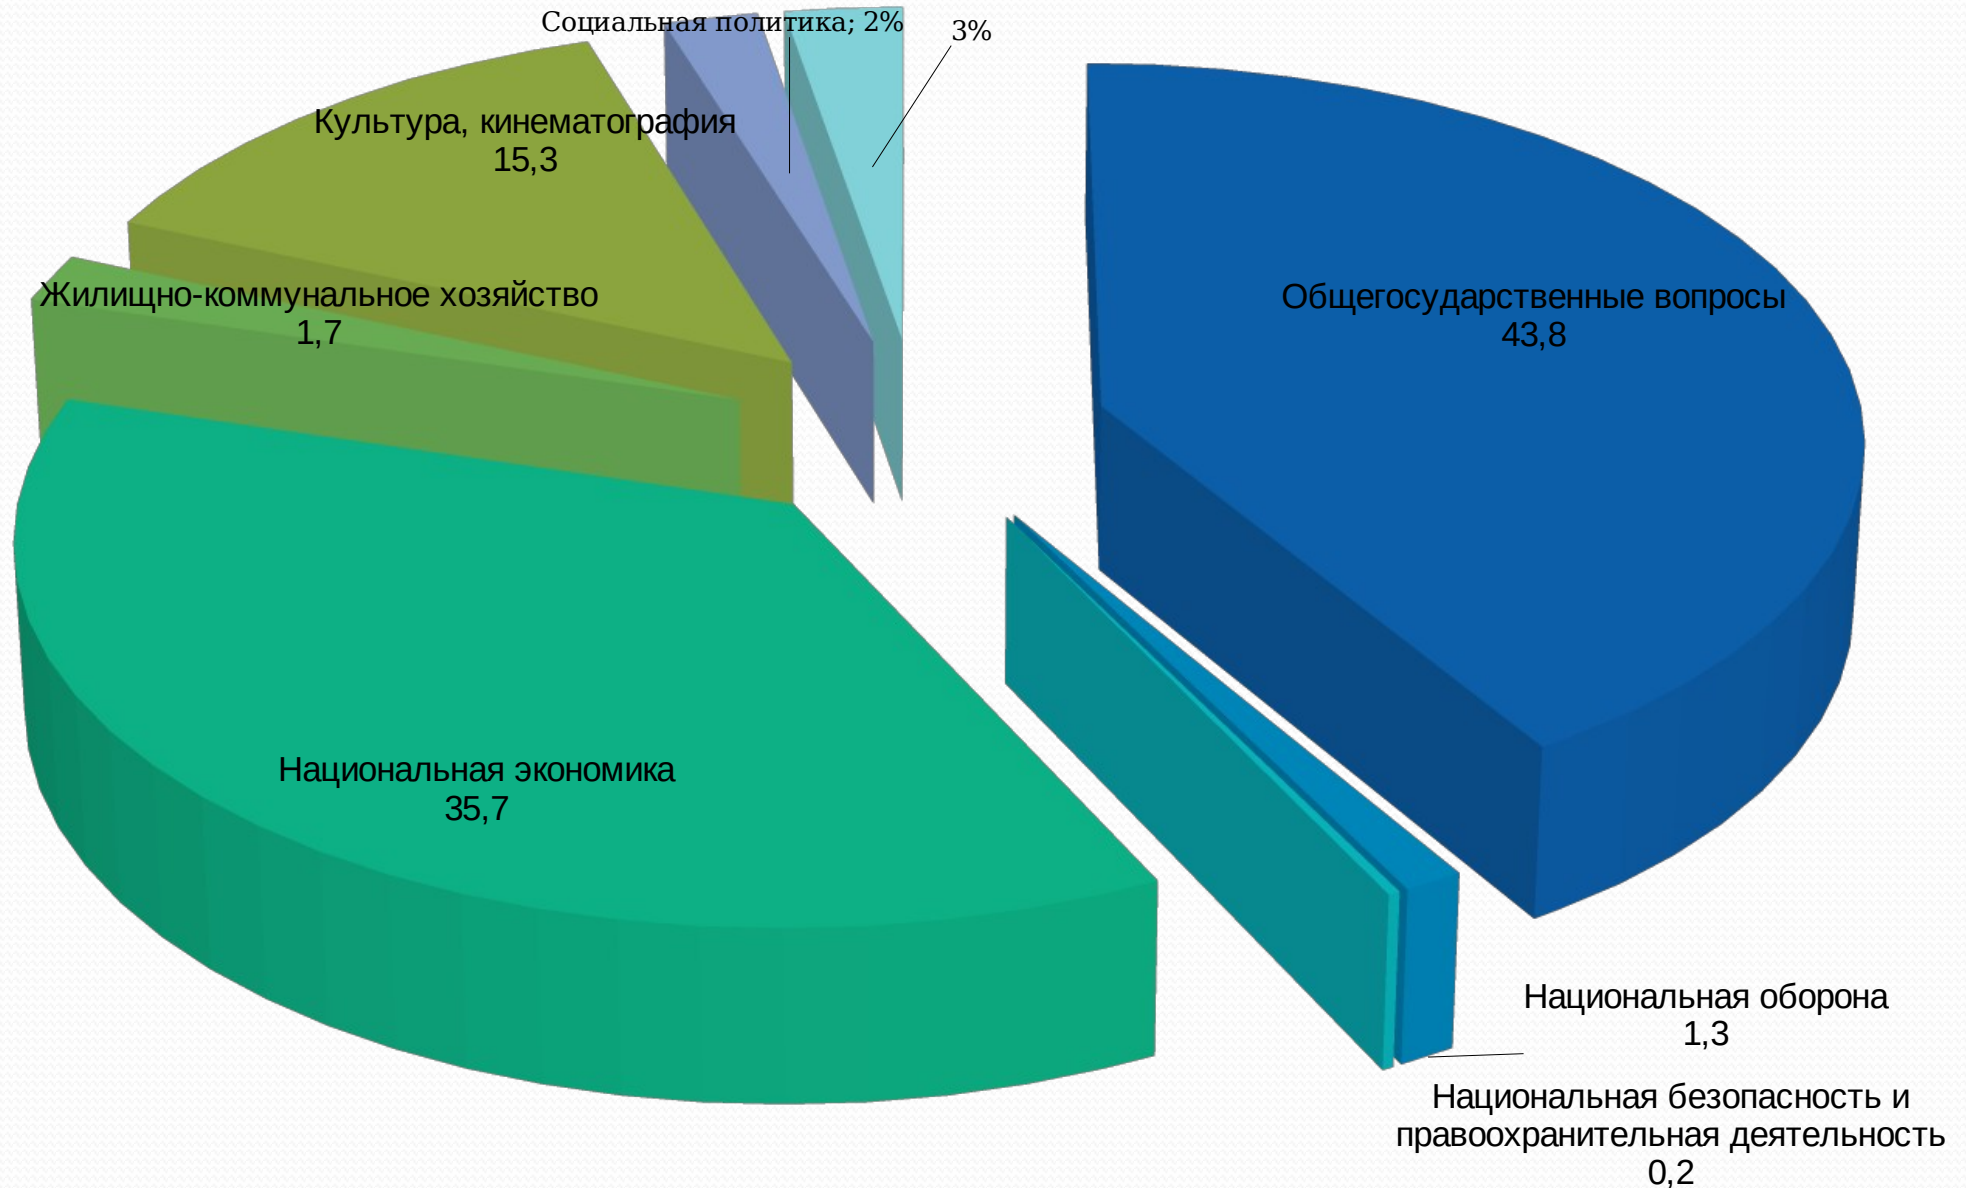 Социальная политика; 2%
3%
Культура, кинематография
15,3
Жилищно-коммунальное хозяйство
1,7
Общегосударственные вопросы
43,8
Национальная экономика
35,7
Национальная оборона
1,3
Национальная безопасность и
правоохранительная деятельность
0,2